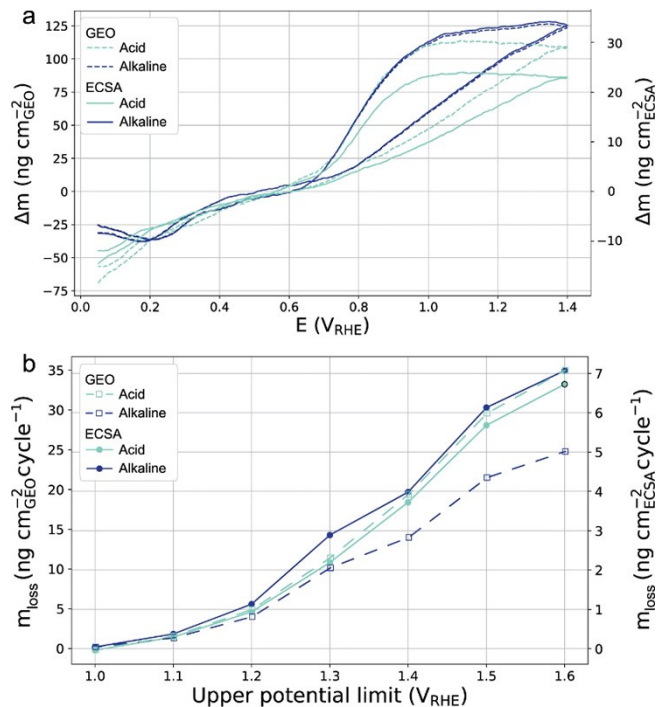 a
GEO
Acid
Alkaline
ECSA
Acid
Alkaline
Δm (ng cm⁻²GEO)
125
100
75
50
25
0
−25
−50
−75
Δm (ng cm⁻²ECSA)
30
20
10
0
−10
0.0 0.2 0.4 0.6 0.8 1.0 1.2 1.4
E (VRHE)
b
GEO
Acid
Alkaline
ECSA
Acid
Alkaline
mloss (ng cm⁻²GEO cycle⁻¹)
35
30
25
20
15
10
5
0
mloss (ng cm⁻²ECSA cycle⁻¹)
7
6
5
4
3
2
1
0
1.0 1.1 1.2 1.3 1.4 1.5 1.6
Upper potential limit (VRHE)